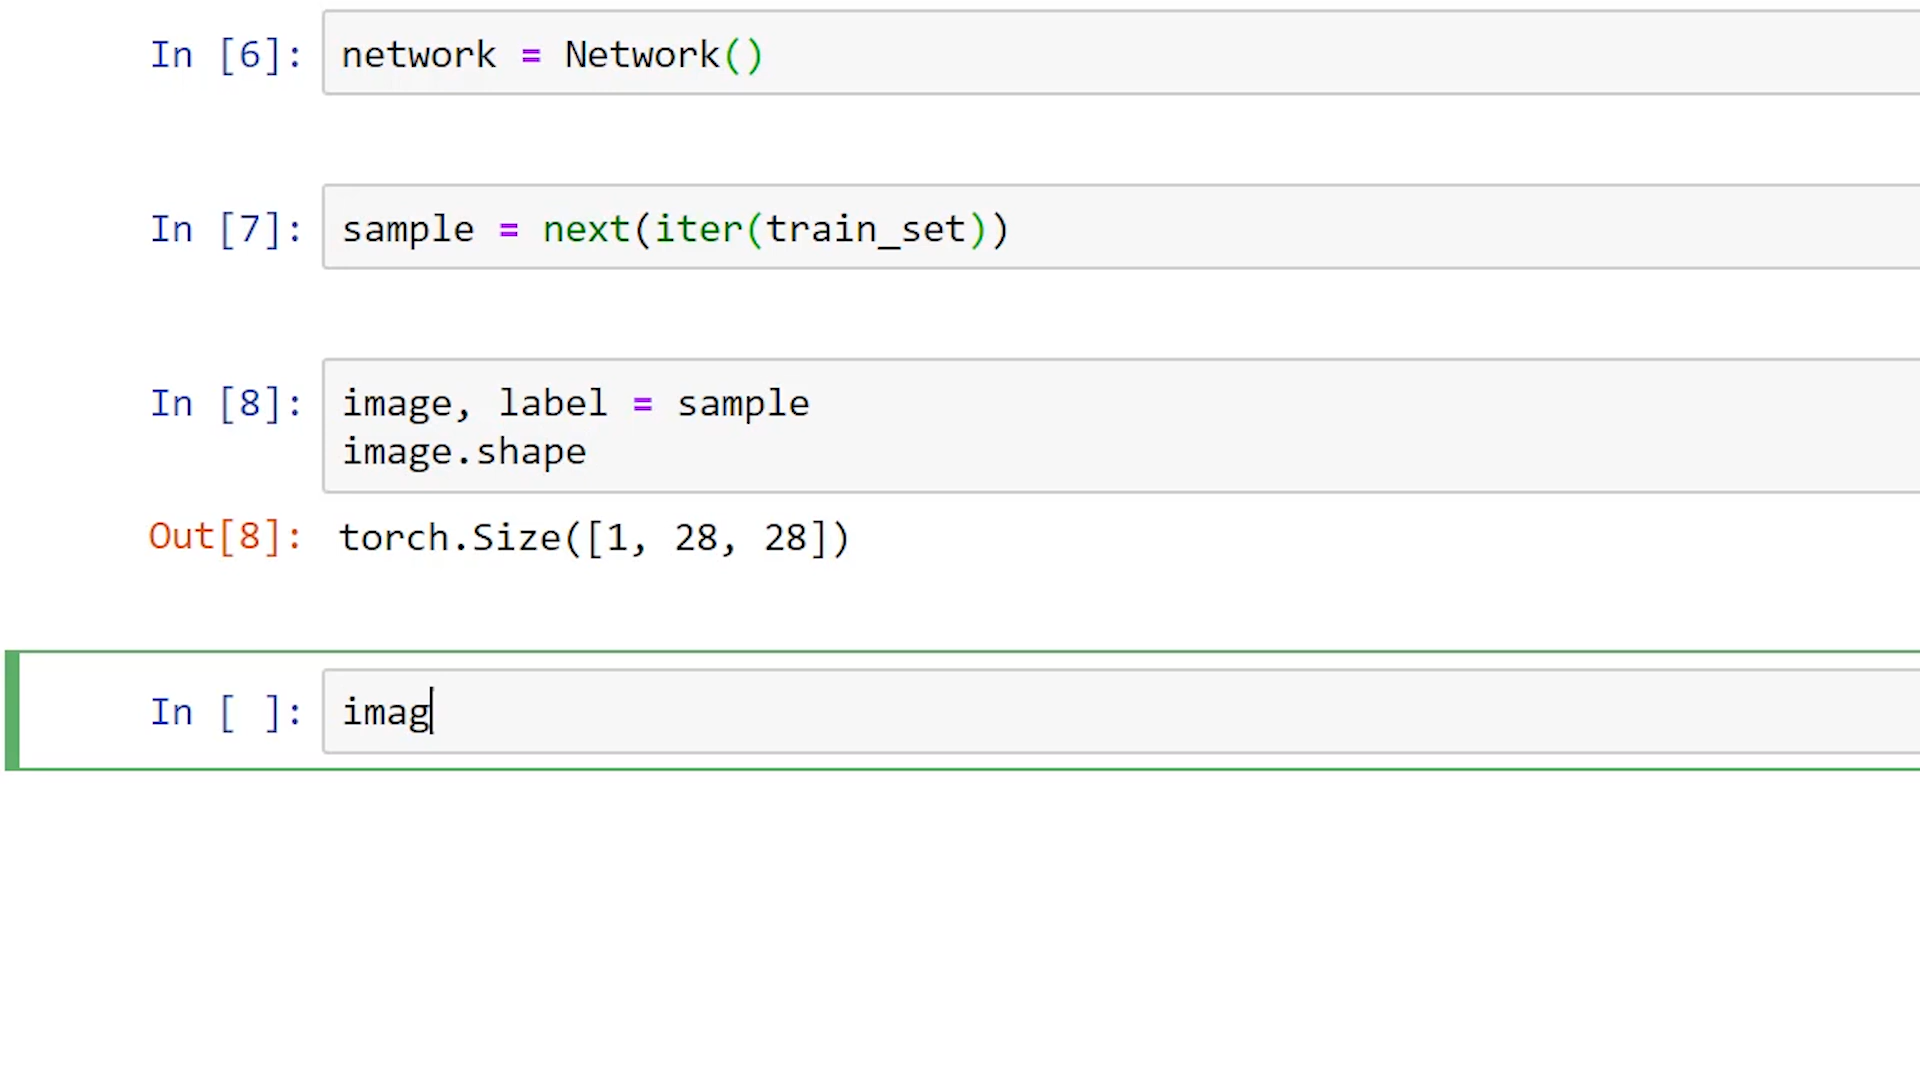 In [6]: network = Network()
In [7]: sample = next(iter(train_set))
In [8]: image, label = sample
image.shape
Out[8]: torch.Size([1, 28, 28])
In [ ]: imag